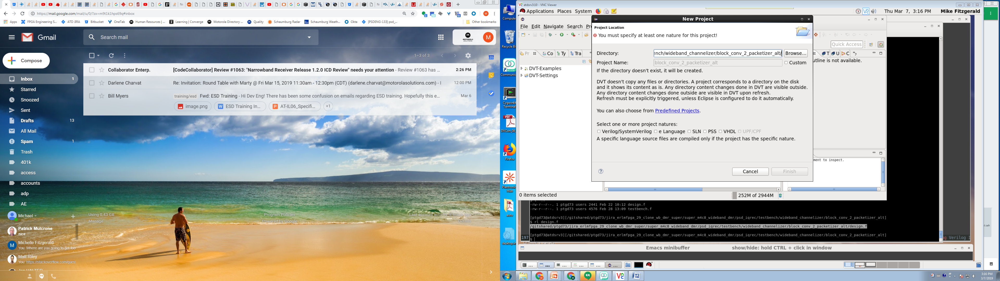 https://mail.google.com/mail/u/0/?zx=m9t1k1hps69q#inbox
Apps
FPGA Engineering S...
ATD JIRA
Bitbucket
OneTab
Human Resources | ...
Learning | Converge
Motorola Directory ...
Quality
Schaumburg Radar
Schaumburg Weath...
Okta
[PSDENG-133] psd_...
Other bookmarks
Gmail
Search mail
MOTOROLA SOLUTIONS
M
Compose
1–3 of 3
Inbox 1
Starred
Snoozed
Sent
Drafts 13
All Mail
Spam 1
Trash
401k
access
accounts
adp
AE
Collaborator Enterp. [CodeCollaborator] Review #1063: "Narrowband Receiver Release 1.2.0 ICD Review" needs your attention - Review #1063 has ... 2:26 PM
Darlene Charvat Re: Invitation: Round Table with Marty @ Fri Mar 15, 2019 11:30am - 12:30pm (CDT) (darlene.charvat@motorolasolutions.com) - I 12:00 PM
Bill Myers training/esd Fwd: ESD Training - Hi Dev Eng! There has been some confusion on emails regarding ESD training. Hopefully this e... Mar 6
image.png
ESD Training In...
AT-IL06_Specifi...
+1
Michael
Patrick Mulcrone
nice
Michelle Fitzgerald
You: Where are you going to get foo
Matt Riley
You: https://stackoverflow.com/ques
Using 0.43 GB
Manage
Program Policies
Powered by Google
Last account activity: 8 hours ago
Details
Compute
Recycle Bi
Communic
Cygwin64
Terminal
DVCon_08_
Firefox
Plantronic
Hub
auto
desktop.in
atdsrv3:10 - VNC Viewer
Applications Places System
Thu Mar 7, 3:16 PM Mike Fitzgerald
File Edit Navigate Search Pr
Pr
Co
Ty
Tra
DVT-Examples
DVT-Settings
0 items selected
252M of 2944M
New Project
Project Location
You must specify at least one nature for this project!
Directory: ench/wideband_channelizer/block_conv_2_packetizer_alt/ Browse...
Project Name: block_conv_2_packetizer_alt Custom
If the directory doesn't exist, it will be created.
DVT doesn't copy any files or directories. A project corresponds to a directory on the disk
and it shows its content as is. Any directory content changes done in DVT are visible outside.
Any directory content changes done outside are visible in DVT upon refresh.
Refresh must be explicitly triggered, unless Eclipse is configured to do it automatically.
You can also choose from Predefined Projects.
Select one or more project natures:
Verilog/SystemVerilog e Language SLN PSS VHDL UPF/CPF
A specific language source files are compiled only if the project has the specific nature.
Cancel
Finish
Quick Access
T
U
C
utline is not available.
ment to inspect.
-rw-r--r--. 1 ptgd73 users 2441 Feb 22 10:12 design.f
-rw-r--r--. 1 ptgd73 users 4576 Feb 28 13:09 testbench.f
[ptgd73@atdsrv3][/gitshared/ptgd73/jira_erlmfpga_29_clone_wb_dmr_super/super_m4c8_wideband_dmr/psd_iqrec/testbench/wideband_channelizer/block_conv_2_packetizer_alt]
$ rl design.f
/gitshared/ptgd73/jira_erlmfpga_29_clone_wb_dmr_super/super_m4c8_wideband_dmr/psd_iqrec/testbench/wideband_channelizer/block_conv_2_packetizer_alt/design.f
[ptgd73@atdsrv3][/gitshared/ptgd73/jira_erlmfpga_29_clone_wb_dmr_super/super_m4c8_wideband_dmr/psd_iqrec/testbench/wideband_channelizer/block_conv_2_packetizer_alt]
$
197
Verilog I
Emacs minibuffer show/hide: hold CTRL + click in window
3:16 PM
3/7/2019